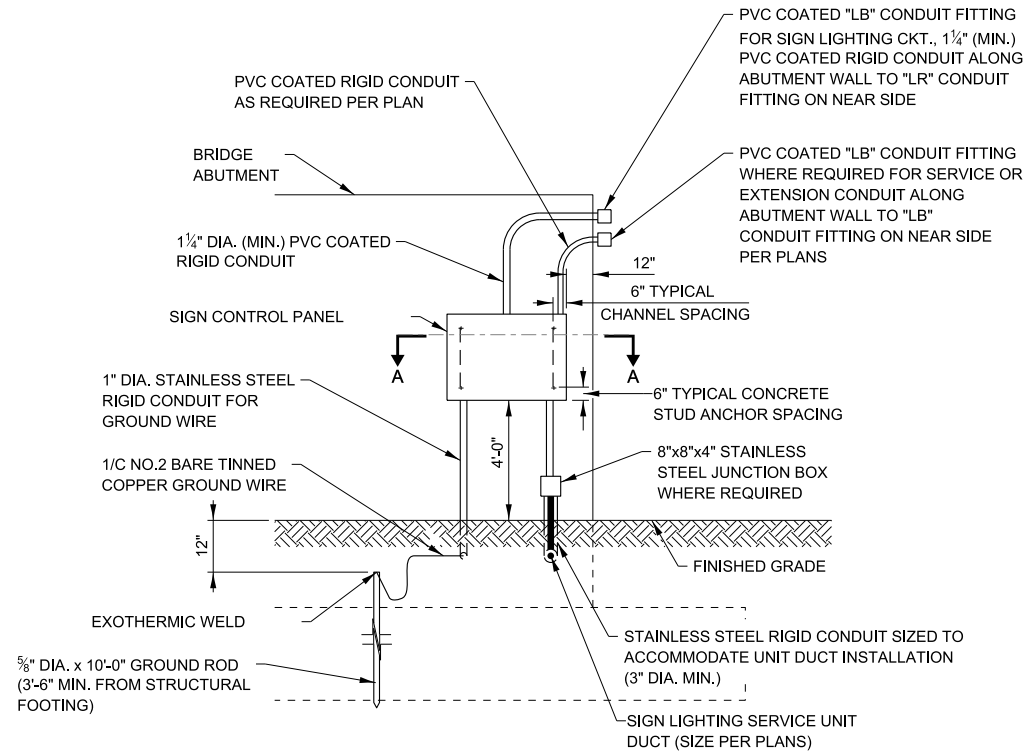 PVC COATED "LB" CONDUIT FITTING
FOR SIGN LIGHTING CKT., 1¼" (MIN.)
PVC COATED RIGID CONDUIT ALONG
ABUTMENT WALL TO "LR" CONDUIT
FITTING ON NEAR SIDE
PVC COATED RIGID CONDUIT
AS REQUIRED PER PLAN
BRIDGE
ABUTMENT
PVC COATED "LB" CONDUIT FITTING
WHERE REQUIRED FOR SERVICE OR
EXTENSION CONDUIT ALONG
ABUTMENT WALL TO "LB"
CONDUIT FITTING ON NEAR SIDE
PER PLANS
1¼" DIA. (MIN.) PVC COATED
RIGID CONDUIT
12"
6" TYPICAL
CHANNEL SPACING
SIGN CONTROL PANEL
A
A
1" DIA. STAINLESS STEEL
RIGID CONDUIT FOR
GROUND WIRE
6" TYPICAL CONCRETE
STUD ANCHOR SPACING
4'-0"
1/C NO.2 BARE TINNED
COPPER GROUND WIRE
8"x8"x4" STAINLESS
STEEL JUNCTION BOX
WHERE REQUIRED
12"
FINISHED GRADE
EXOTHERMIC WELD
⅝" DIA. x 10'-0" GROUND ROD
(3'-6" MIN. FROM STRUCTURAL
FOOTING)
STAINLESS STEEL RIGID CONDUIT SIZED TO
ACCOMMODATE UNIT DUCT INSTALLATION
(3" DIA. MIN.)
SIGN LIGHTING SERVICE UNIT
DUCT (SIZE PER PLANS)